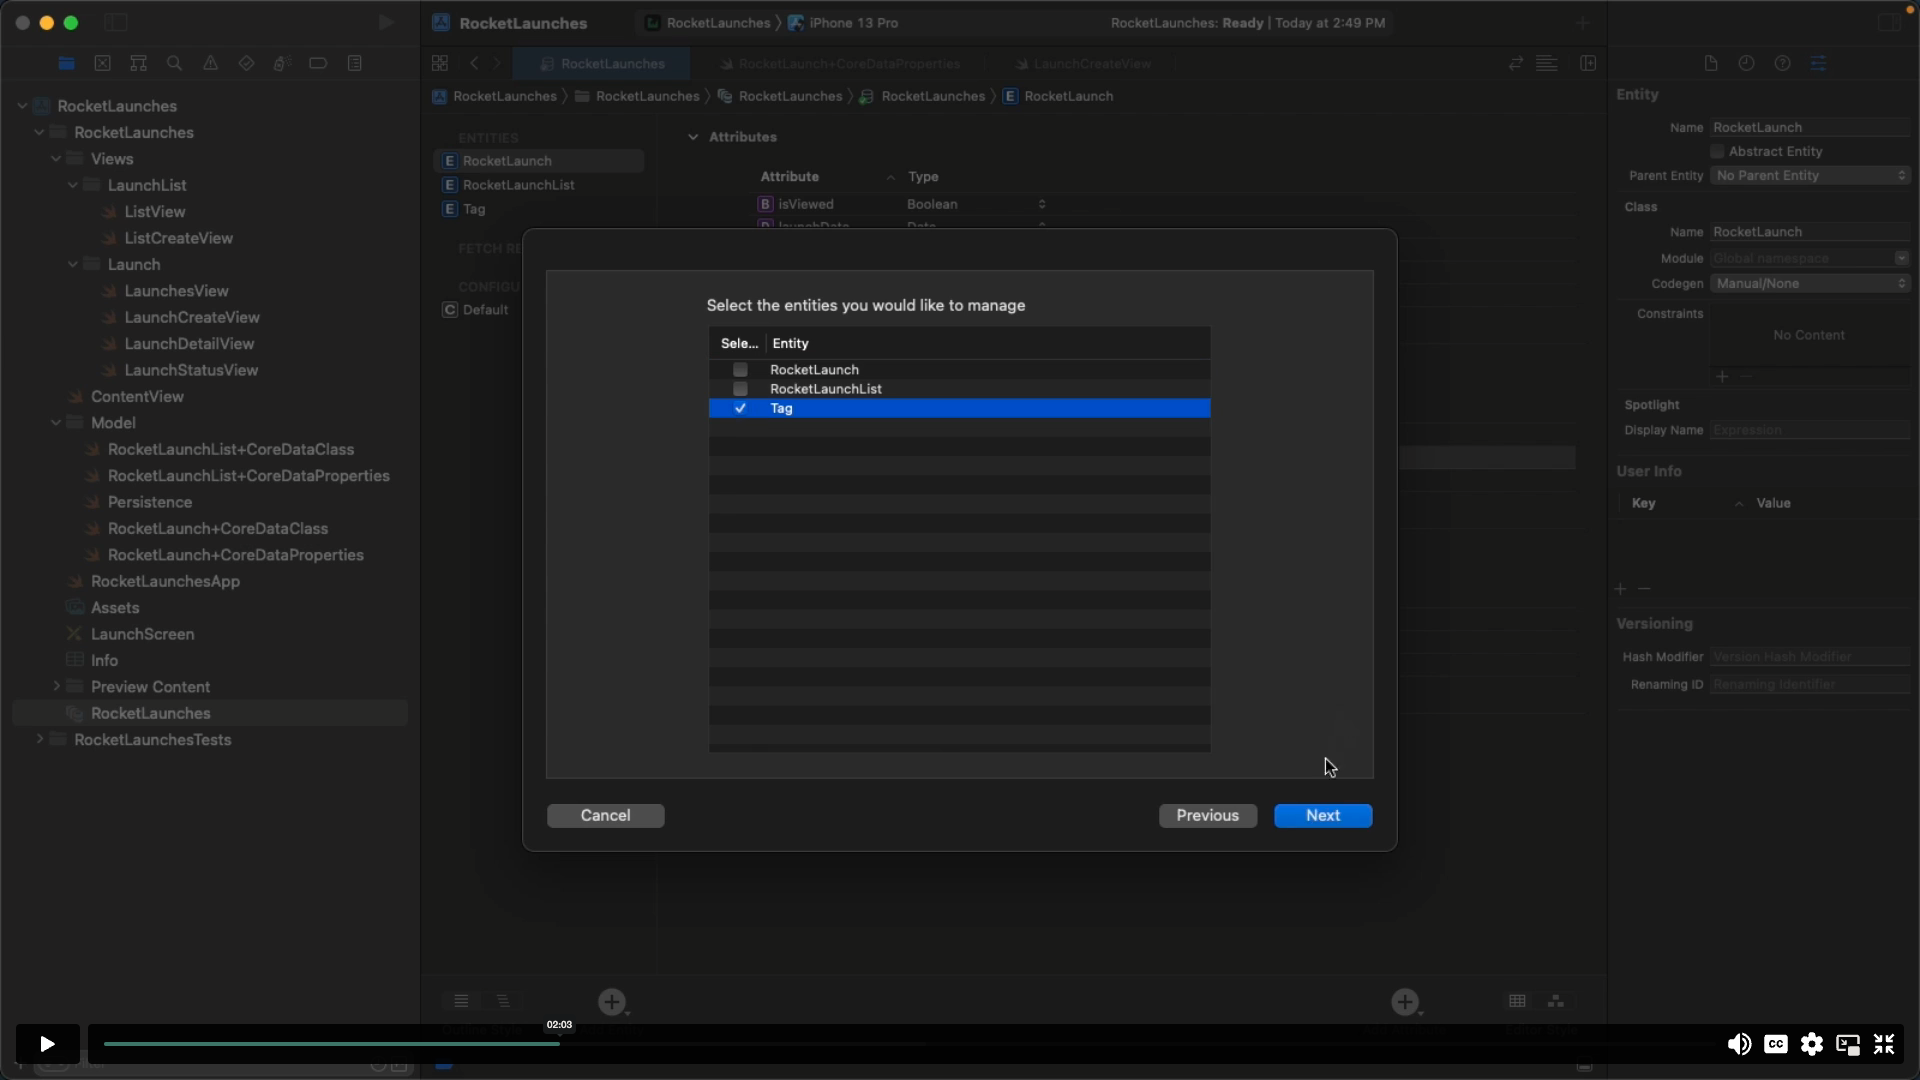 RocketLaunches
RocketLaunches
iPhone 13 Pro
RocketLaunches: Ready | Today at 2:49 PM
RocketLaunches
RocketLaunch+CoreDataProperties
LaunchCreateView
RocketLaunches
RocketLaunches
RocketLaunches
RocketLaunches
E RocketLaunch
RocketLaunches
RocketLaunches
Views
LaunchList
ListView
ListCreateView
Launch
LaunchesView
LaunchCreateView
LaunchDetailView
LaunchStatusView
ContentView
Model
RocketLaunchList+CoreDataClass
RocketLaunchList+CoreDataProperties
Persistence
RocketLaunch+CoreDataClass
RocketLaunch+CoreDataProperties
RocketLaunchesApp
Assets
LaunchScreen
Info
Preview Content
RocketLaunches
RocketLaunchesTests
ENTITIES
E RocketLaunch
E RocketLaunchList
E Tag
FETCH RE
CONFIGU
C Default
Attributes
Attribute
Type
B isViewed
Boolean
D launchDate
Date
Select the entities you would like to manage
Sele...
Entity
RocketLaunch
RocketLaunchList
Tag
Cancel
Previous
Next
Entity
Name RocketLaunch
Abstract Entity
Parent Entity No Parent Entity
Class
Name RocketLaunch
Module Global namespace
Codegen Manual/None
Constraints
No Content
Spotlight
Display Name Expression
User Info
Key
Value
Versioning
Hash Modifier Version Hash Modifier
Renaming ID Renaming Identifier
02:03
CC